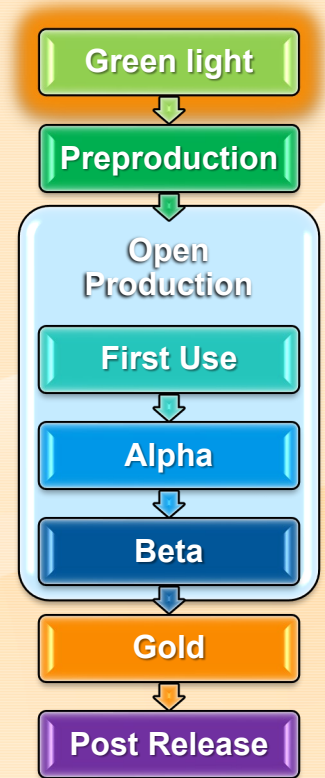 Green light
Preproduction
Open
Production
First Use
Alpha
Beta
Gold
Post Release